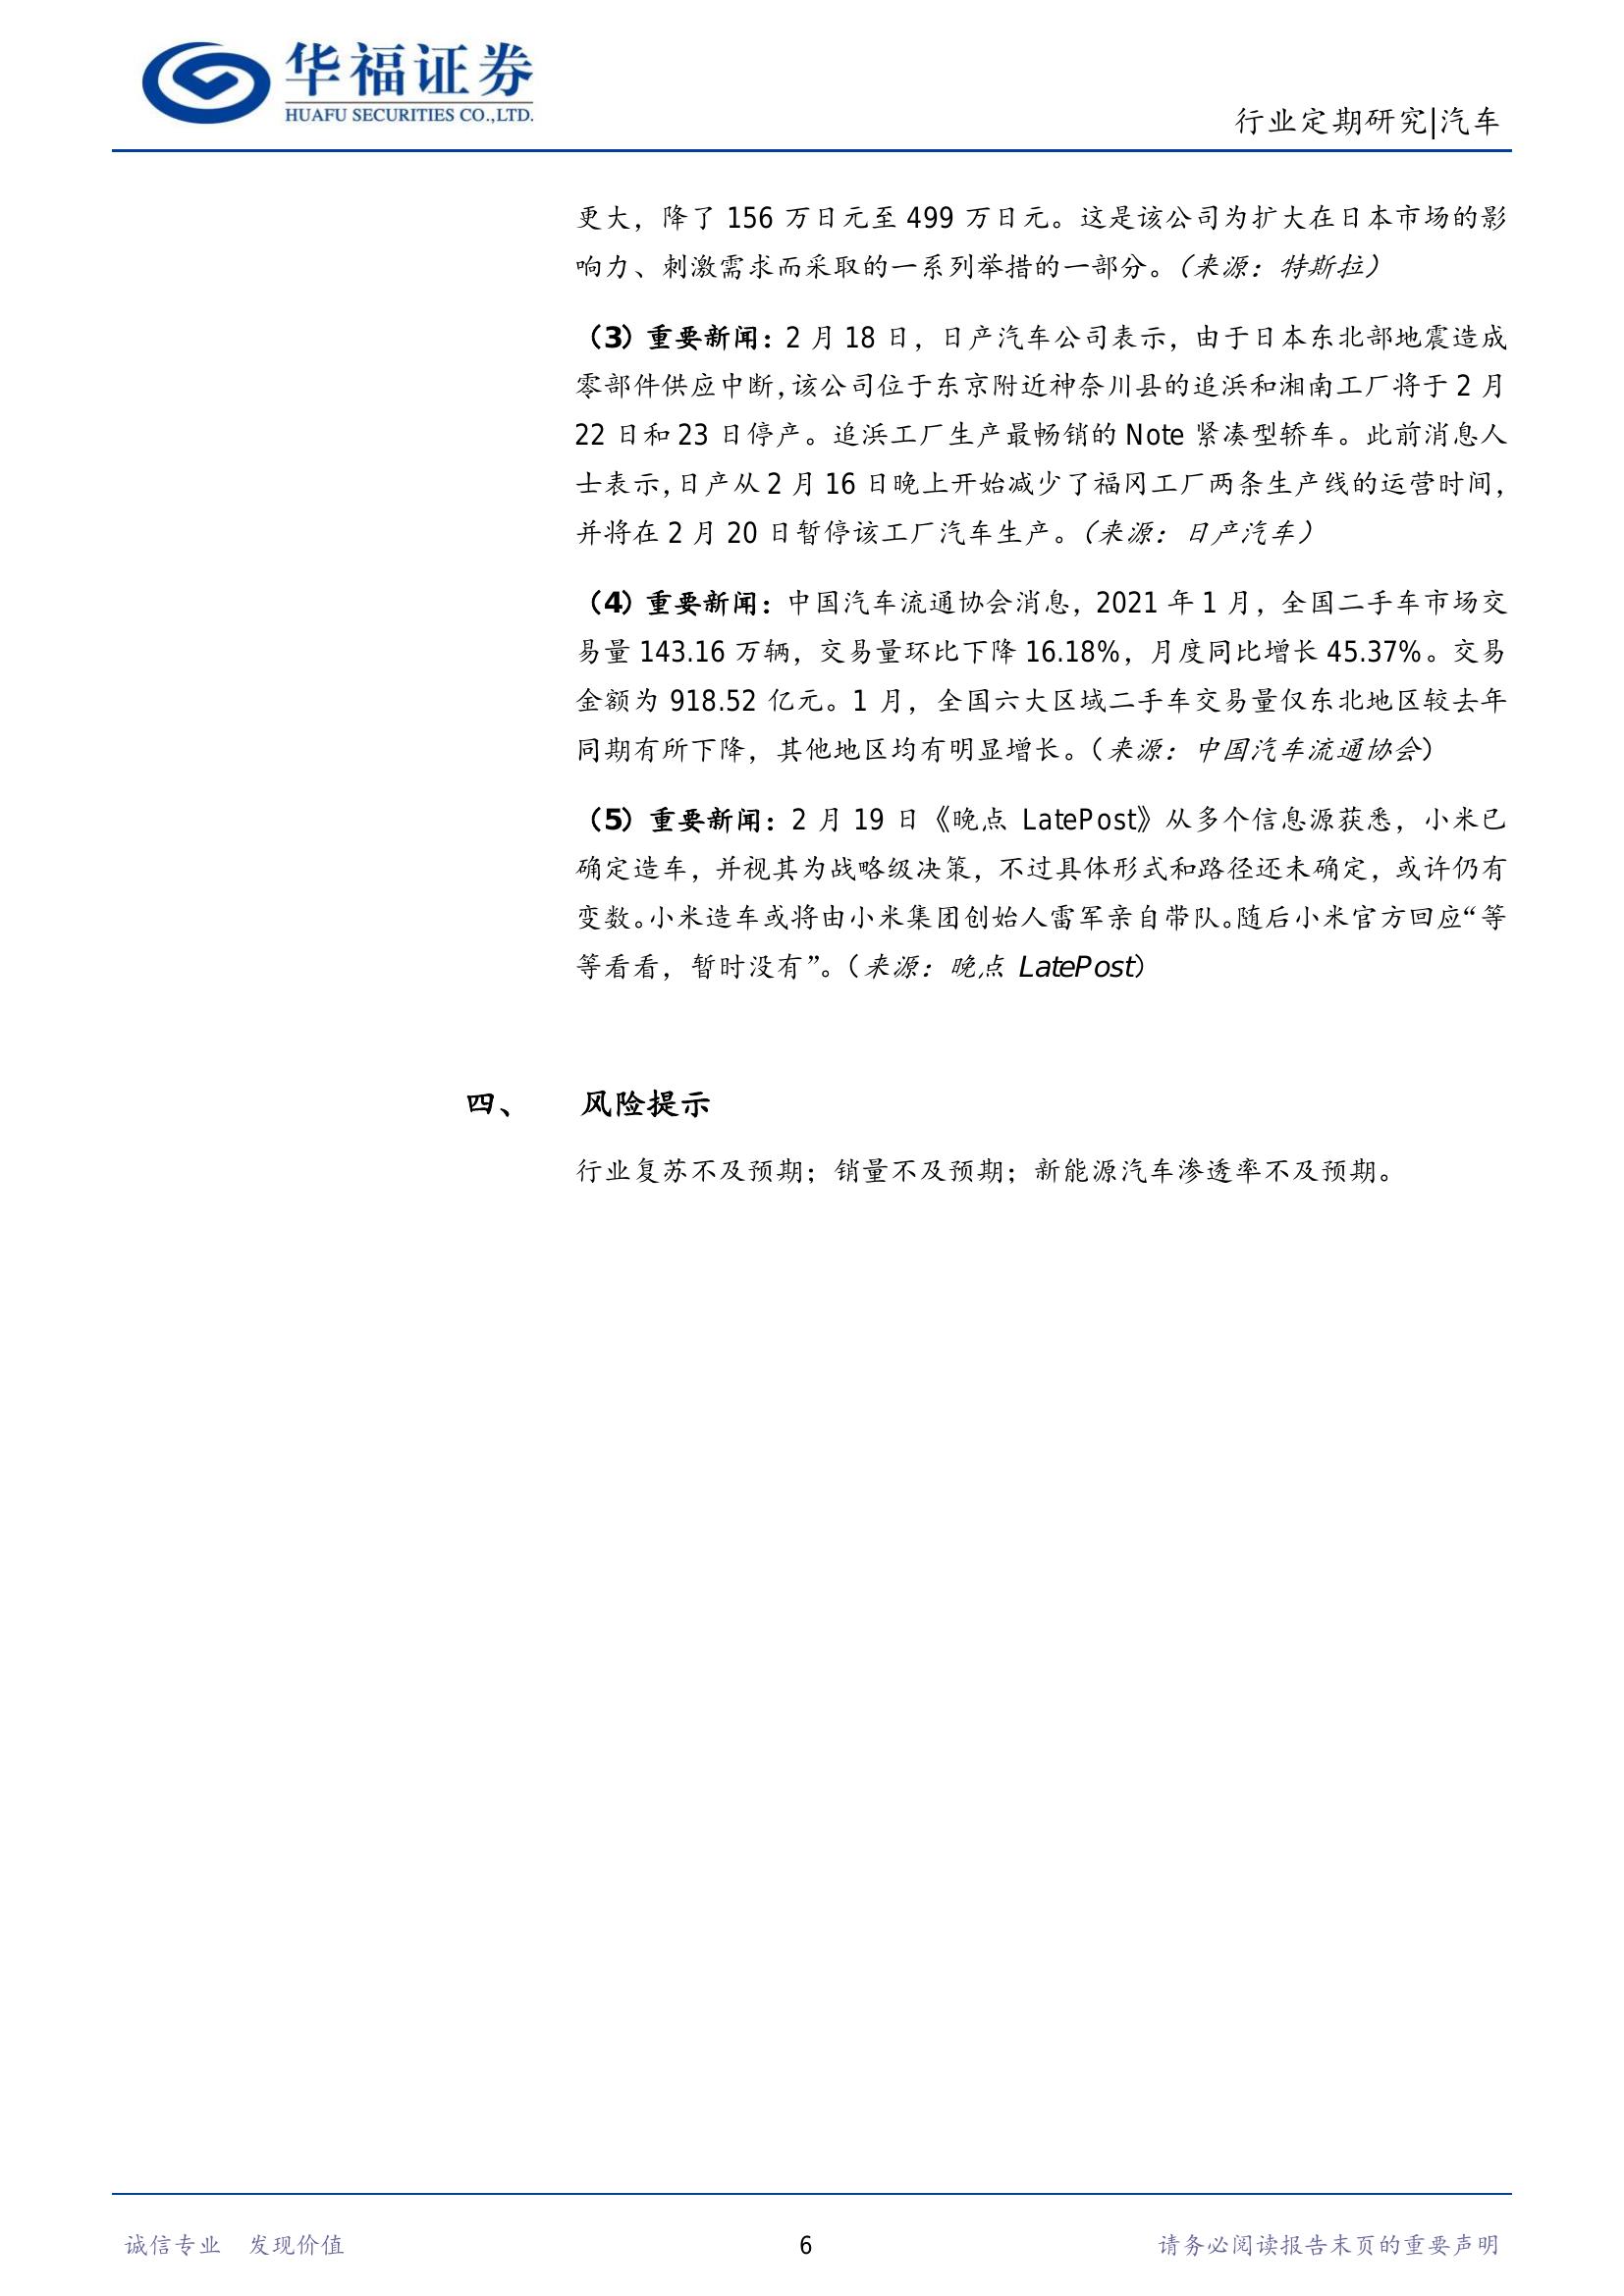 华福证券
HUAFU SECURITIES CO.,LTD.
行业定期研究|汽车
更大，降了 156 万日元至 499 万日元。这是该公司为扩大在日本市场的影
响力、刺激需求而采取的一系列举措的一部分。（来源：特斯拉）
（3）重要新闻：2 月 18 日，日产汽车公司表示，由于日本东北部地震造成
零部件供应中断，该公司位于东京附近神奈川县的追浜和湘南工厂将于 2 月
22 日和 23 日停产。追浜工厂生产最畅销的 Note 紧凑型轿车。此前消息人
士表示，日产从 2 月 16 日晚上开始减少了福冈工厂两条生产线的运营时间，
并将在 2 月 20 日暂停该工厂汽车生产。（来源：日产汽车）
（4）重要新闻：中国汽车流通协会消息，2021 年 1 月，全国二手车市场交
易量 143.16 万辆，交易量环比下降 16.18%，月度同比增长 45.37%。交易
金额为 918.52 亿元。1 月，全国六大区域二手车交易量仅东北地区较去年
同期有所下降，其他地区均有明显增长。（来源：中国汽车流通协会）
（5）重要新闻：2 月 19 日《晚点 LatePost》从多个信息源获悉，小米已
确定造车，并视其为战略级决策，不过具体形式和路径还未确定，或许仍有
变数。小米造车或将由小米集团创始人雷军亲自带队。随后小米官方回应“等
等看看，暂时没有”。（来源：晚点 LatePost）
四、 风险提示
行业复苏不及预期；销量不及预期；新能源汽车渗透率不及预期。
诚信专业 发现价值 6 请务必阅读报告末页的重要声明